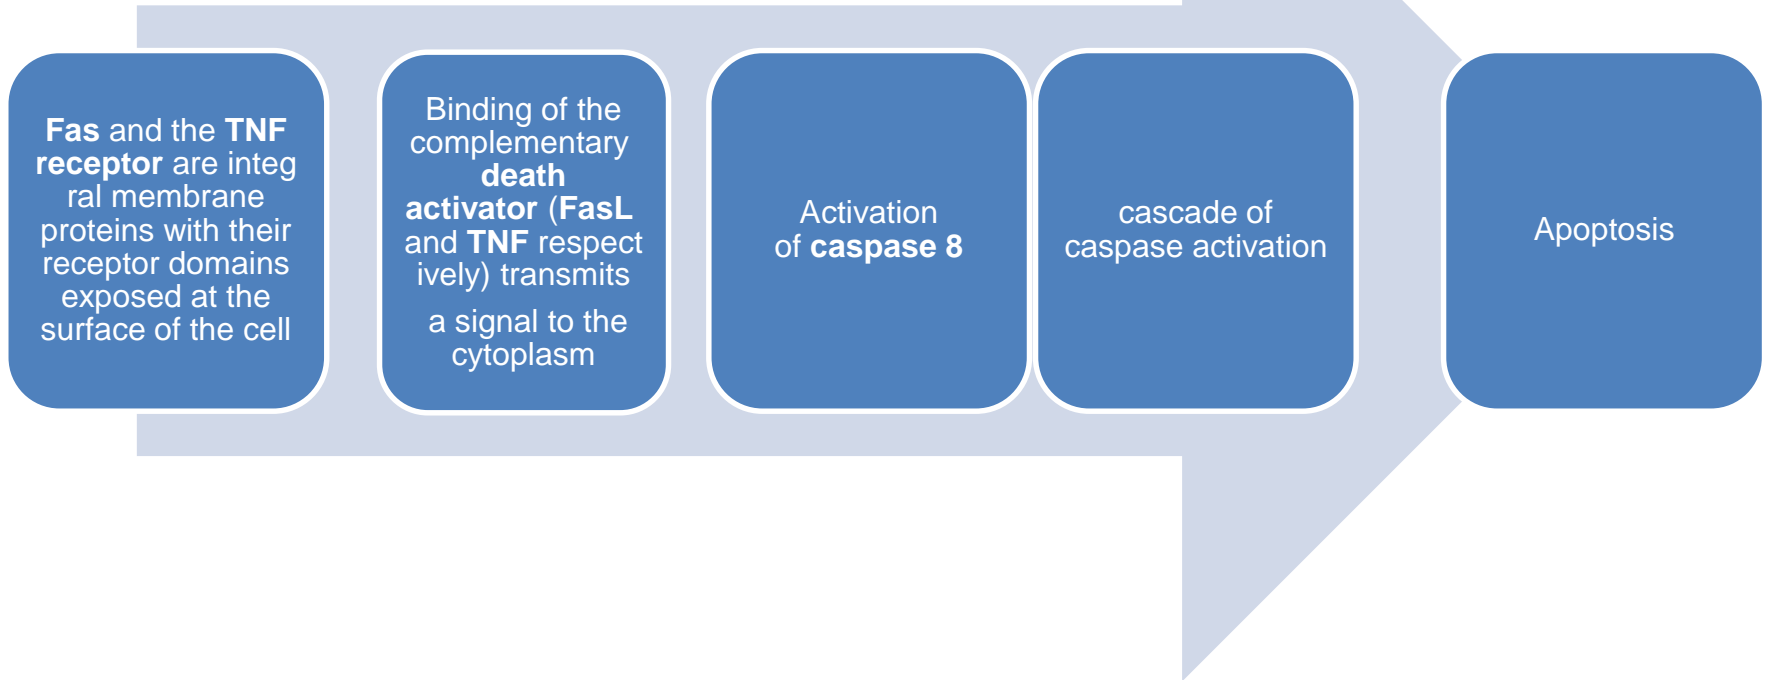 Fas and the TNF
receptor are integ
ral membrane
proteins with their
receptor domains
exposed at the
surface of the cell
Binding of the
complementary
death
activator (FasL
and TNF respect
ively) transmits
a signal to the
cytoplasm
Activation
of caspase 8
cascade of
caspase activation
Apoptosis